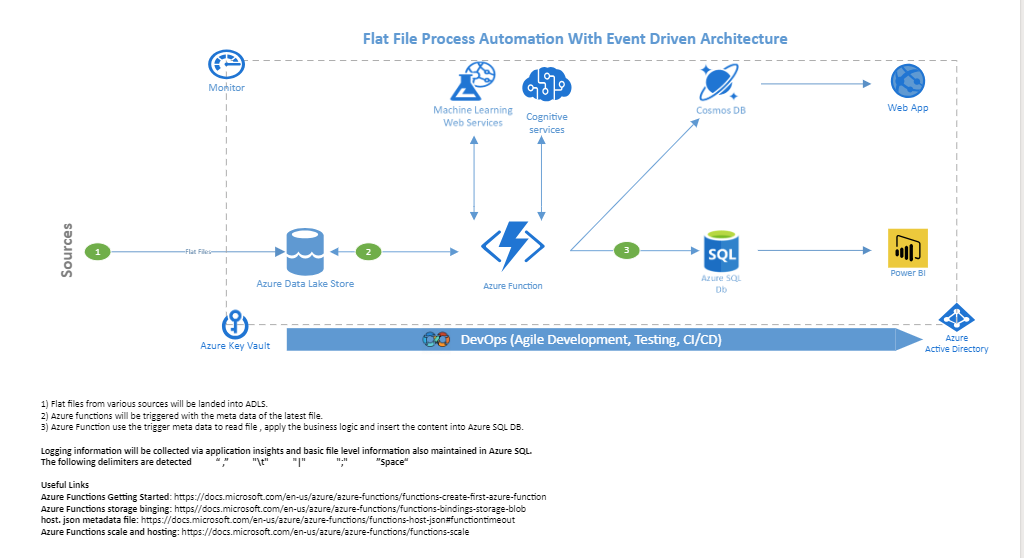 Flat File Process Automation With Event Driven Architecture
Monitor
Machine Learning
Web Services
Cognitive
services
Cosmos DB
Web App
Sources
1
Flat Files
2
3
SQL
Azure Data Lake Store
Azure Function
Azure SQL
Db
Power BI
Azure Key Vault
DevOps (Agile Development, Testing, CI/CD)
Azure
Active Directory
1) Flat files from various sources will be landed into ADLS.
2) Azure functions will be triggered with the meta data of the latest file.
3) Azure Function use the trigger meta data to read file , apply the business logic and insert the content into Azure SQL DB.
Logging information will be collected via application insights and basic file level information also maintained in Azure SQL.
The following delimiters are detected “ ,” "\t" "|" ";" "Space"
Useful Links
Azure Functions Getting Started: https://docs.microsoft.com/en-us/azure/azure-functions/functions-create-first-azure-function
Azure Functions storage binging: https//docs.microsoft.com/en-us/azure/azure-functions/functions-bindings-storage-blob
host. json metadata file: https://docs.microsoft.com/en-us/azure/azure-functions/functions-host-json#functiontimeout
Azure Functions scale and hosting: https://docs.microsoft.com/en-us/azure/azure-functions/functions-scale